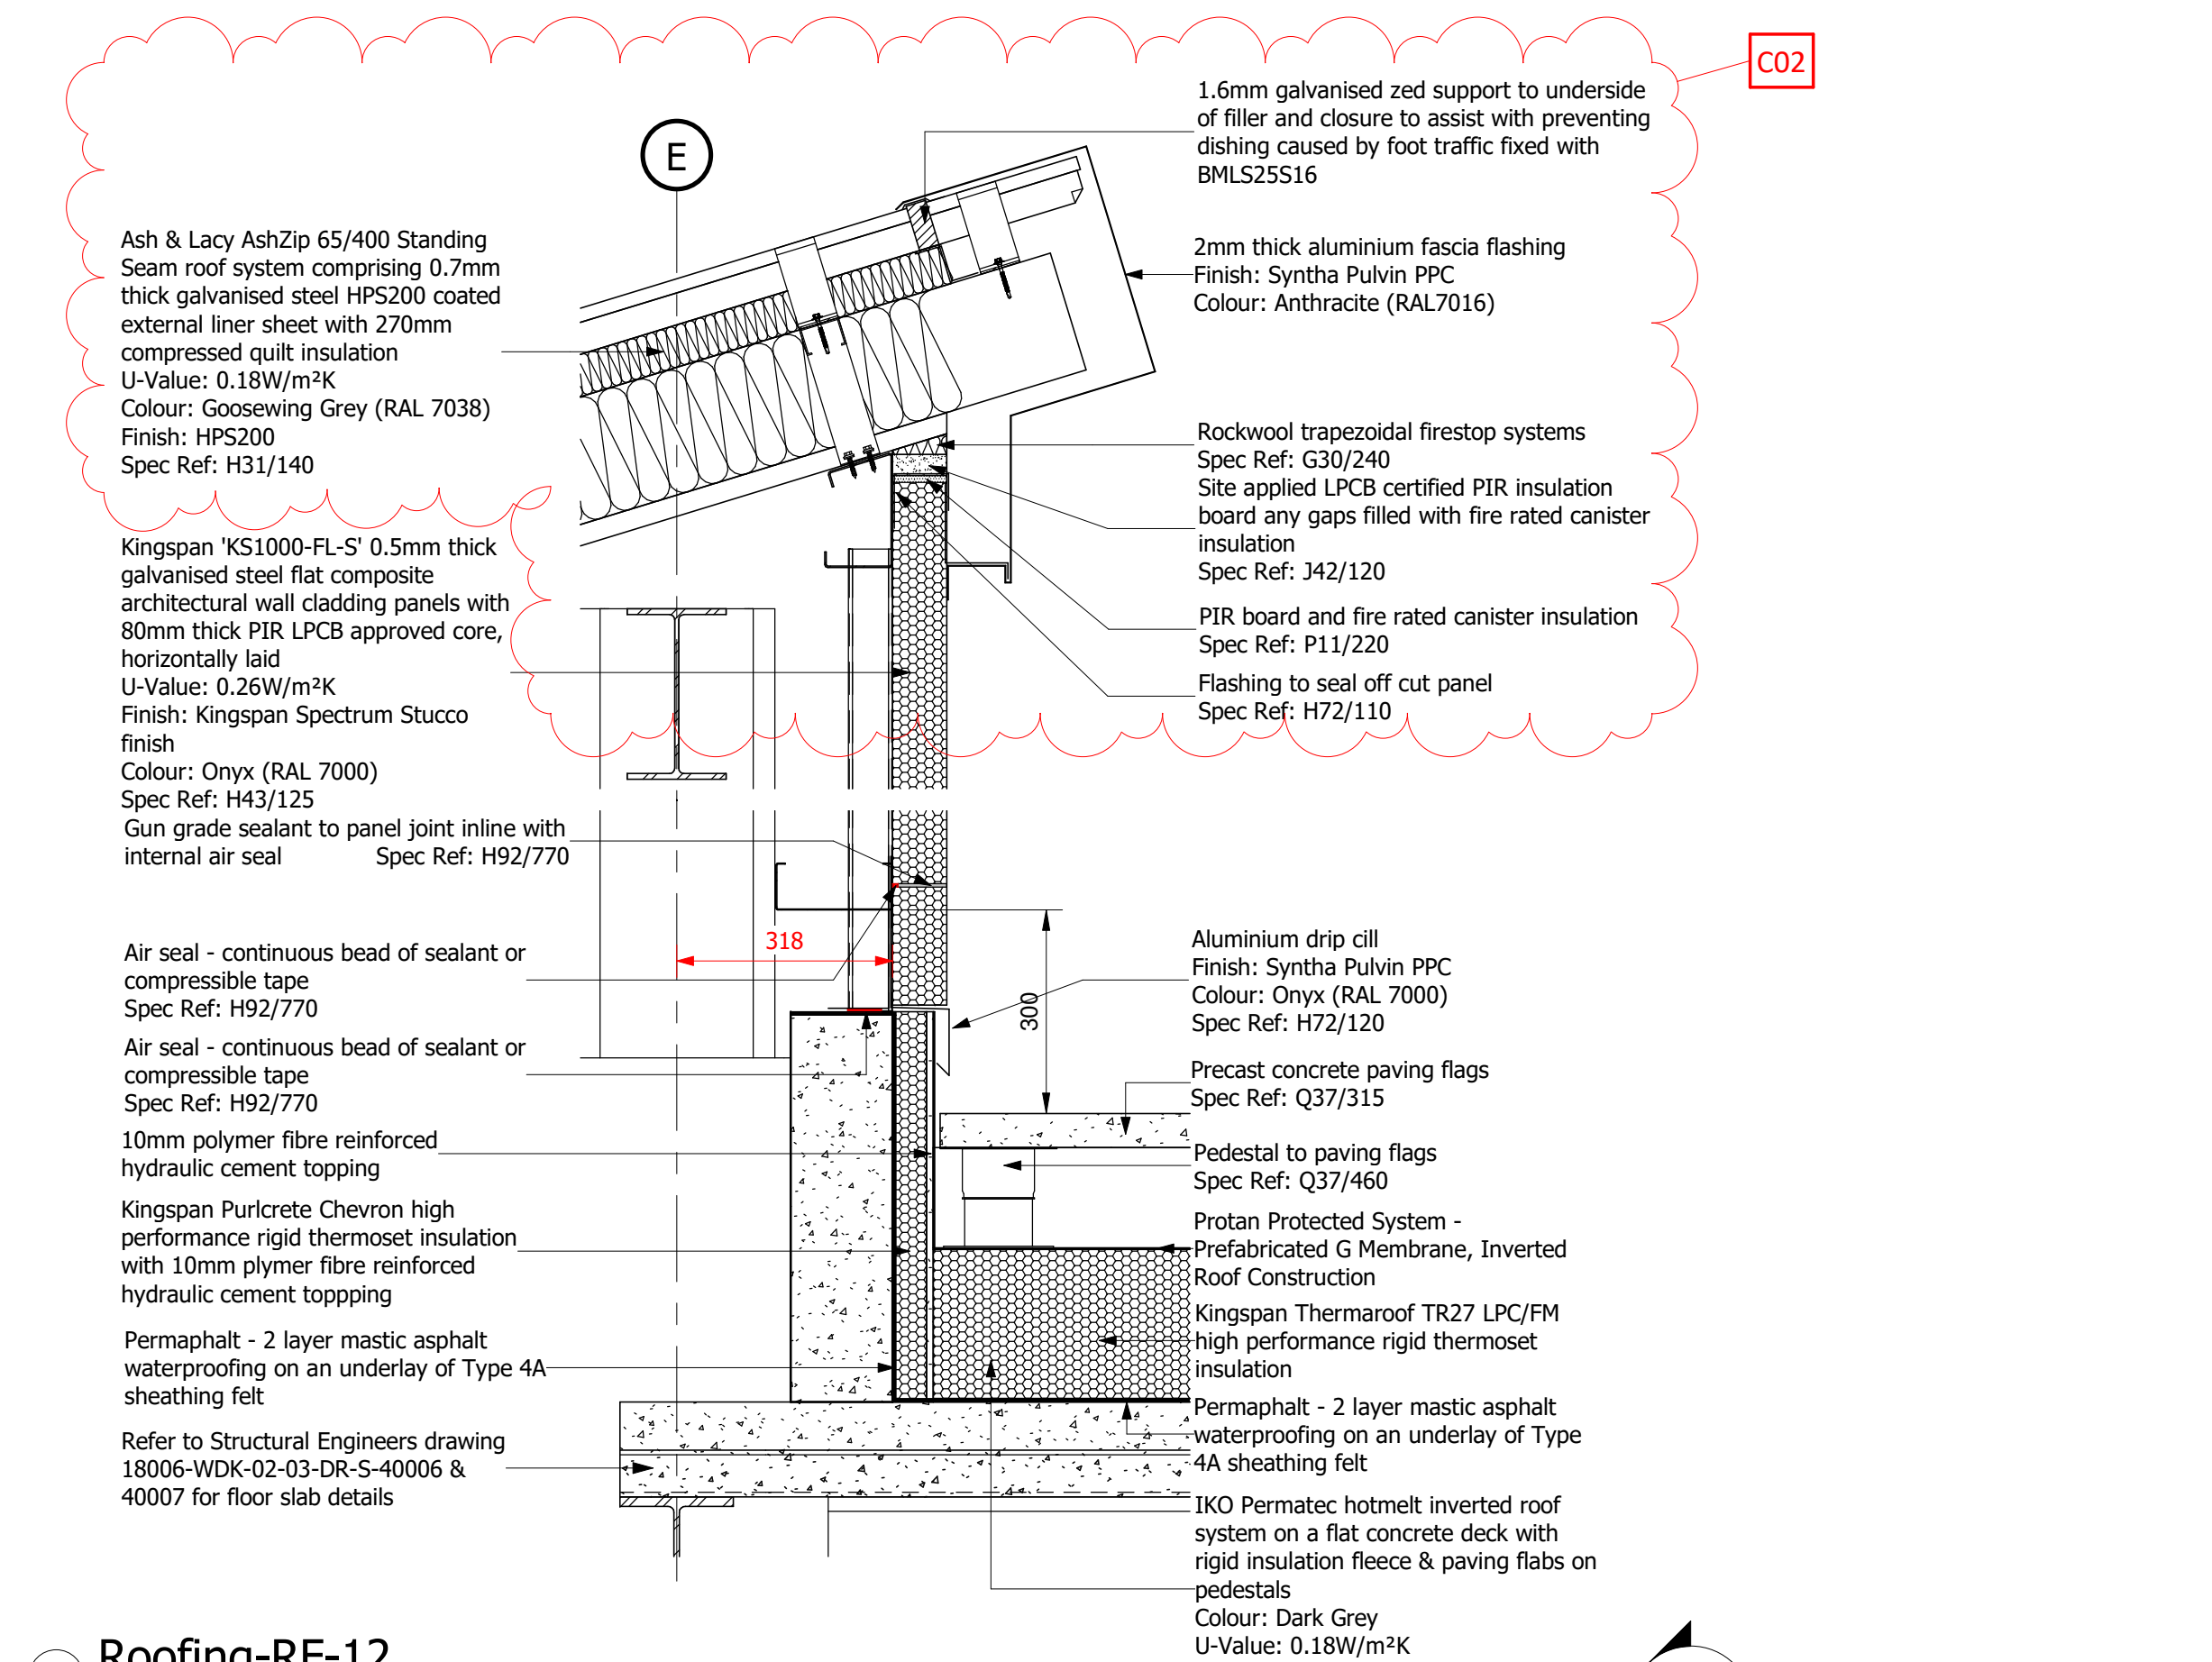 C02
E
1.6mm galvanised zed support to underside
of filler and closure to assist with preventing
dishing caused by foot traffic fixed with
BMLS25S16
2mm thick aluminium fascia flashing
Finish: Syntha Pulvin PPC
Colour: Anthracite (RAL7016)
Ash & Lacy AshZip 65/400 Standing
Seam roof system comprising 0.7mm
thick galvanised steel HPS200 coated
external liner sheet with 270mm
compressed quilt insulation
U-Value: 0.18W/m²K
Colour: Goosewing Grey (RAL 7038)
Finish: HPS200
Spec Ref: H31/140
Rockwool trapezoidal firestop systems
Spec Ref: G30/240
Site applied LPCB certified PIR insulation
board any gaps filled with fire rated canister
insulation
Spec Ref: J42/120
PIR board and fire rated canister insulation
Spec Ref: P11/220
Flashing to seal off cut panel
Spec Ref: H72/110
Kingspan 'KS1000-FL-S' 0.5mm thick
galvanised steel flat composite
architectural wall cladding panels with
80mm thick PIR LPCB approved core,
horizontally laid
U-Value: 0.26W/m²K
Finish: Kingspan Spectrum Stucco
finish
Colour: Onyx (RAL 7000)
Spec Ref: H43/125
Gun grade sealant to panel joint inline with
internal air seal Spec Ref: H92/770
318
300
Air seal - continuous bead of sealant or
compressible tape
Spec Ref: H92/770
Air seal - continuous bead of sealant or
compressible tape
Spec Ref: H92/770
10mm polymer fibre reinforced
hydraulic cement topping
Kingspan Purlcrete Chevron high
performance rigid thermoset insulation
with 10mm plymer fibre reinforced
hydraulic cement toppping
Permaphalt - 2 layer mastic asphalt
waterproofing on an underlay of Type 4A
sheathing felt
Refer to Structural Engineers drawing
18006-WDK-02-03-DR-S-40006 &
40007 for floor slab details
Aluminium drip cill
Finish: Syntha Pulvin PPC
Colour: Onyx (RAL 7000)
Spec Ref: H72/120
Precast concrete paving flags
Spec Ref: Q37/315
Pedestal to paving flags
Spec Ref: Q37/460
Protan Protected System -
Prefabricated G Membrane, Inverted
Roof Construction
Kingspan Thermaroof TR27 LPC/FM
high performance rigid thermoset
insulation
Permaphalt - 2 layer mastic asphalt
waterproofing on an underlay of Type
4A sheathing felt
IKO Permatec hotmelt inverted roof
system on a flat concrete deck with
rigid insulation fleece & paving flabs on
pedestals
Colour: Dark Grey
U-Value: 0.18W/m²K
Roofing-RF-12